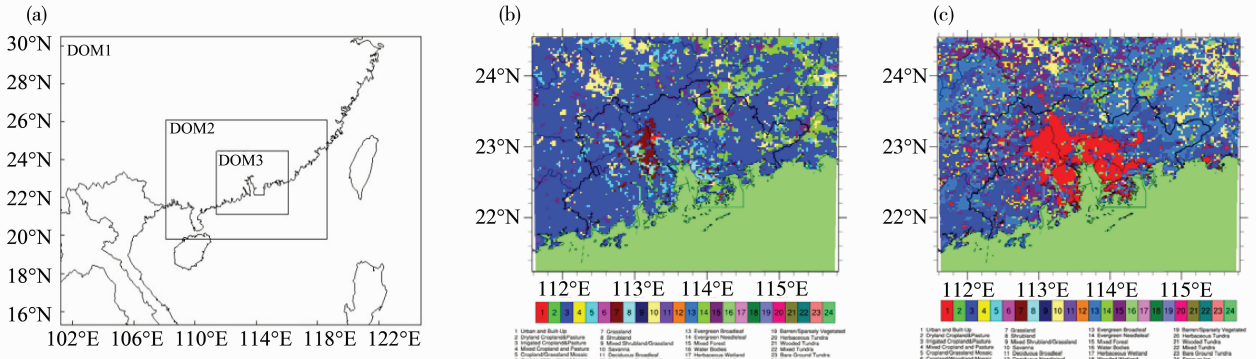 (a)
30°N
28°N
26°N
24°N
22°N
20°N
18°N
16°N
DOM1
DOM2
DOM3
102°E 106°E 110°E 114°E 118°E 122°E
(b)
24°N
23°N
22°N
112°E 113°E 114°E 115°E
1 2 3 4 5 6 7 8 9 10 11 12 13 14 15 16 17 18 19 20 21 22 23 24
1 Urban and Built-Up 7 Grassland 13 Evergreen Broadleaf 19 Barren/Sparsely Vegetated
2 Dryland Cropland&Pasture 8 Shrubland 14 Evergreen Needleleaf 20 Herbaceous Tundra
3 Irrigated Cropland&Pasture 9 Mixed Shrubland/Grassland 15 Mixed Forest 21 Wooded Tundra
4 Mixed Cropland and Pasture 10 Savanna 16 Water Bodies 22 Mixed Tundra
5 Cropland/Grassland Mosaic 11 Deciduous Broadleaf 17 Herbaceous Wetland 23 Bare Ground Tundra
(c)
24°N
23°N
22°N
112°E 113°E 114°E 115°E
1 2 3 4 5 6 7 8 9 10 11 12 13 14 15 16 17 18 19 20 21 22 23 24
1 Urban and Built-Up 7 Grassland 13 Evergreen Broadleaf 19 Barren/Sparsely Vegetated
2 Dryland Cropland&Pasture 8 Shrubland 14 Evergreen Needleleaf 20 Herbaceous Tundra
3 Irrigated Cropland&Pasture 9 Mixed Shrubland/Grassland 15 Mixed Forest 21 Wooded Tundra
4 Mixed Cropland and Pasture 10 Savanna 16 Water Bodies 22 Mixed Tundra
5 Cropland/Grassland Mosaic 11 Deciduous Broadleaf 17 Herbaceous Wetland 23 Bare Ground Tundra